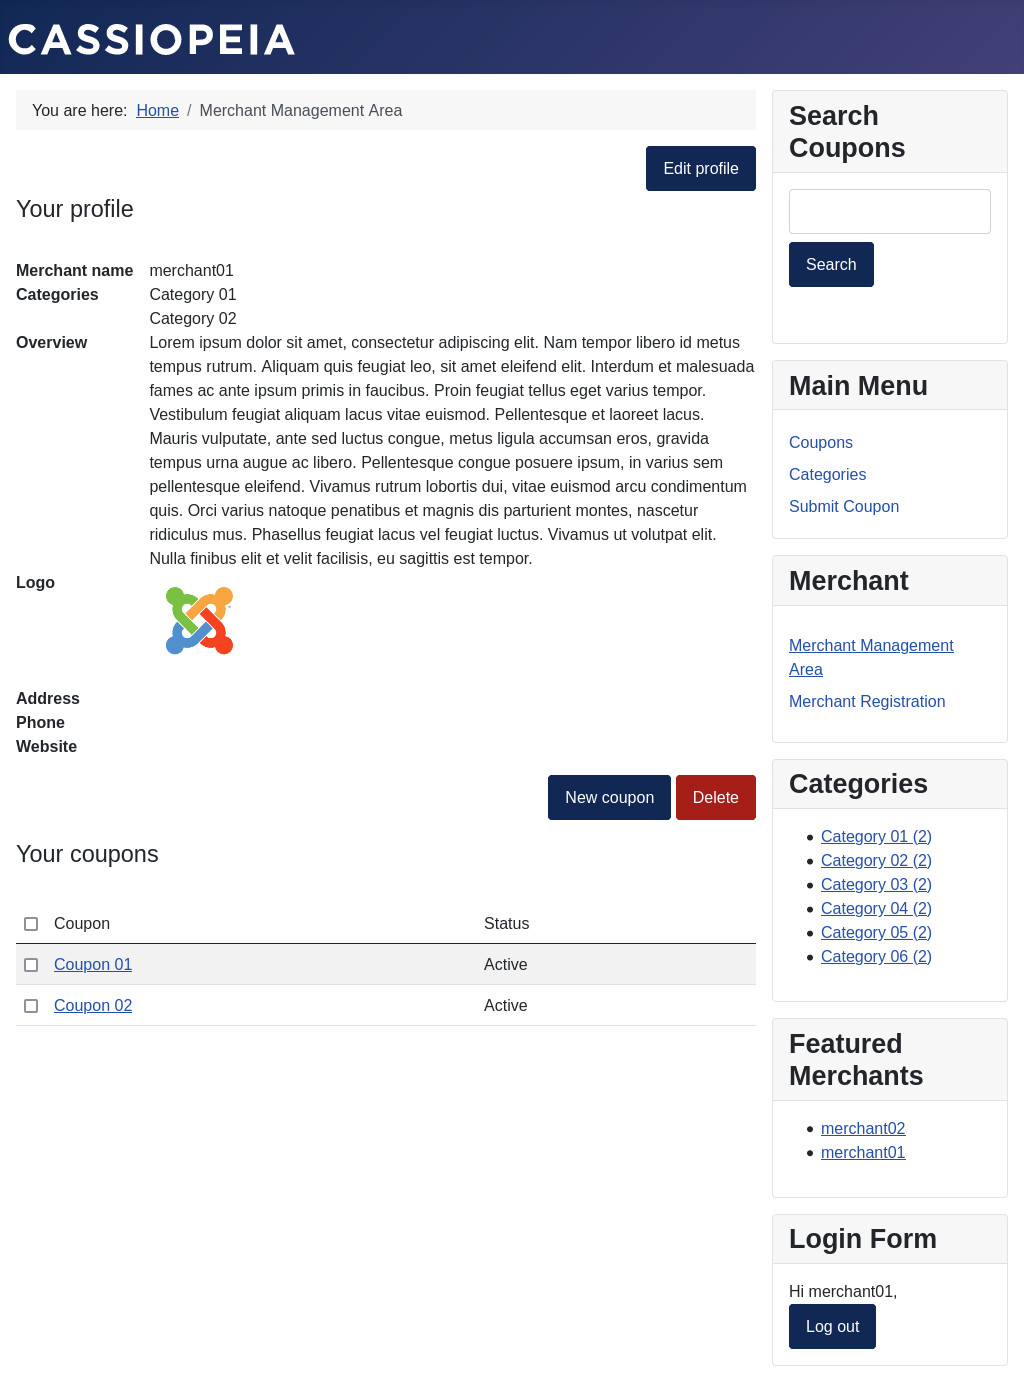 CASSIOPEIA
You are here: Home / Merchant Management Area
Edit profile
Your profile
Merchant name merchant01
Categories Category 01
Category 02
Overview Lorem ipsum dolor sit amet, consectetur adipiscing elit. Nam tempor libero id metus
tempus rutrum. Aliquam quis feugiat leo, sit amet eleifend elit. Interdum et malesuada
fames ac ante ipsum primis in faucibus. Proin feugiat tellus eget varius tempor.
Vestibulum feugiat aliquam lacus vitae euismod. Pellentesque et laoreet lacus.
Mauris vulputate, ante sed luctus congue, metus ligula accumsan eros, gravida
tempus urna augue ac libero. Pellentesque congue posuere ipsum, in varius sem
pellentesque eleifend. Vivamus rutrum lobortis dui, vitae euismod arcu condimentum
quis. Orci varius natoque penatibus et magnis dis parturient montes, nascetur
ridiculus mus. Phasellus feugiat lacus vel feugiat luctus. Vivamus ut volutpat elit.
Nulla finibus elit et velit facilisis, eu sagittis est tempor.
Logo
Address
Phone
Website
New coupon Delete
Your coupons
Coupon Status
Coupon 01 Active
Coupon 02 Active
Search
Coupons
Search
Main Menu
Coupons
Categories
Submit Coupon
Merchant
Merchant Management
Area
Merchant Registration
Categories
Category 01 (2)
Category 02 (2)
Category 03 (2)
Category 04 (2)
Category 05 (2)
Category 06 (2)
Featured
Merchants
merchant02
merchant01
Login Form
Hi merchant01,
Log out